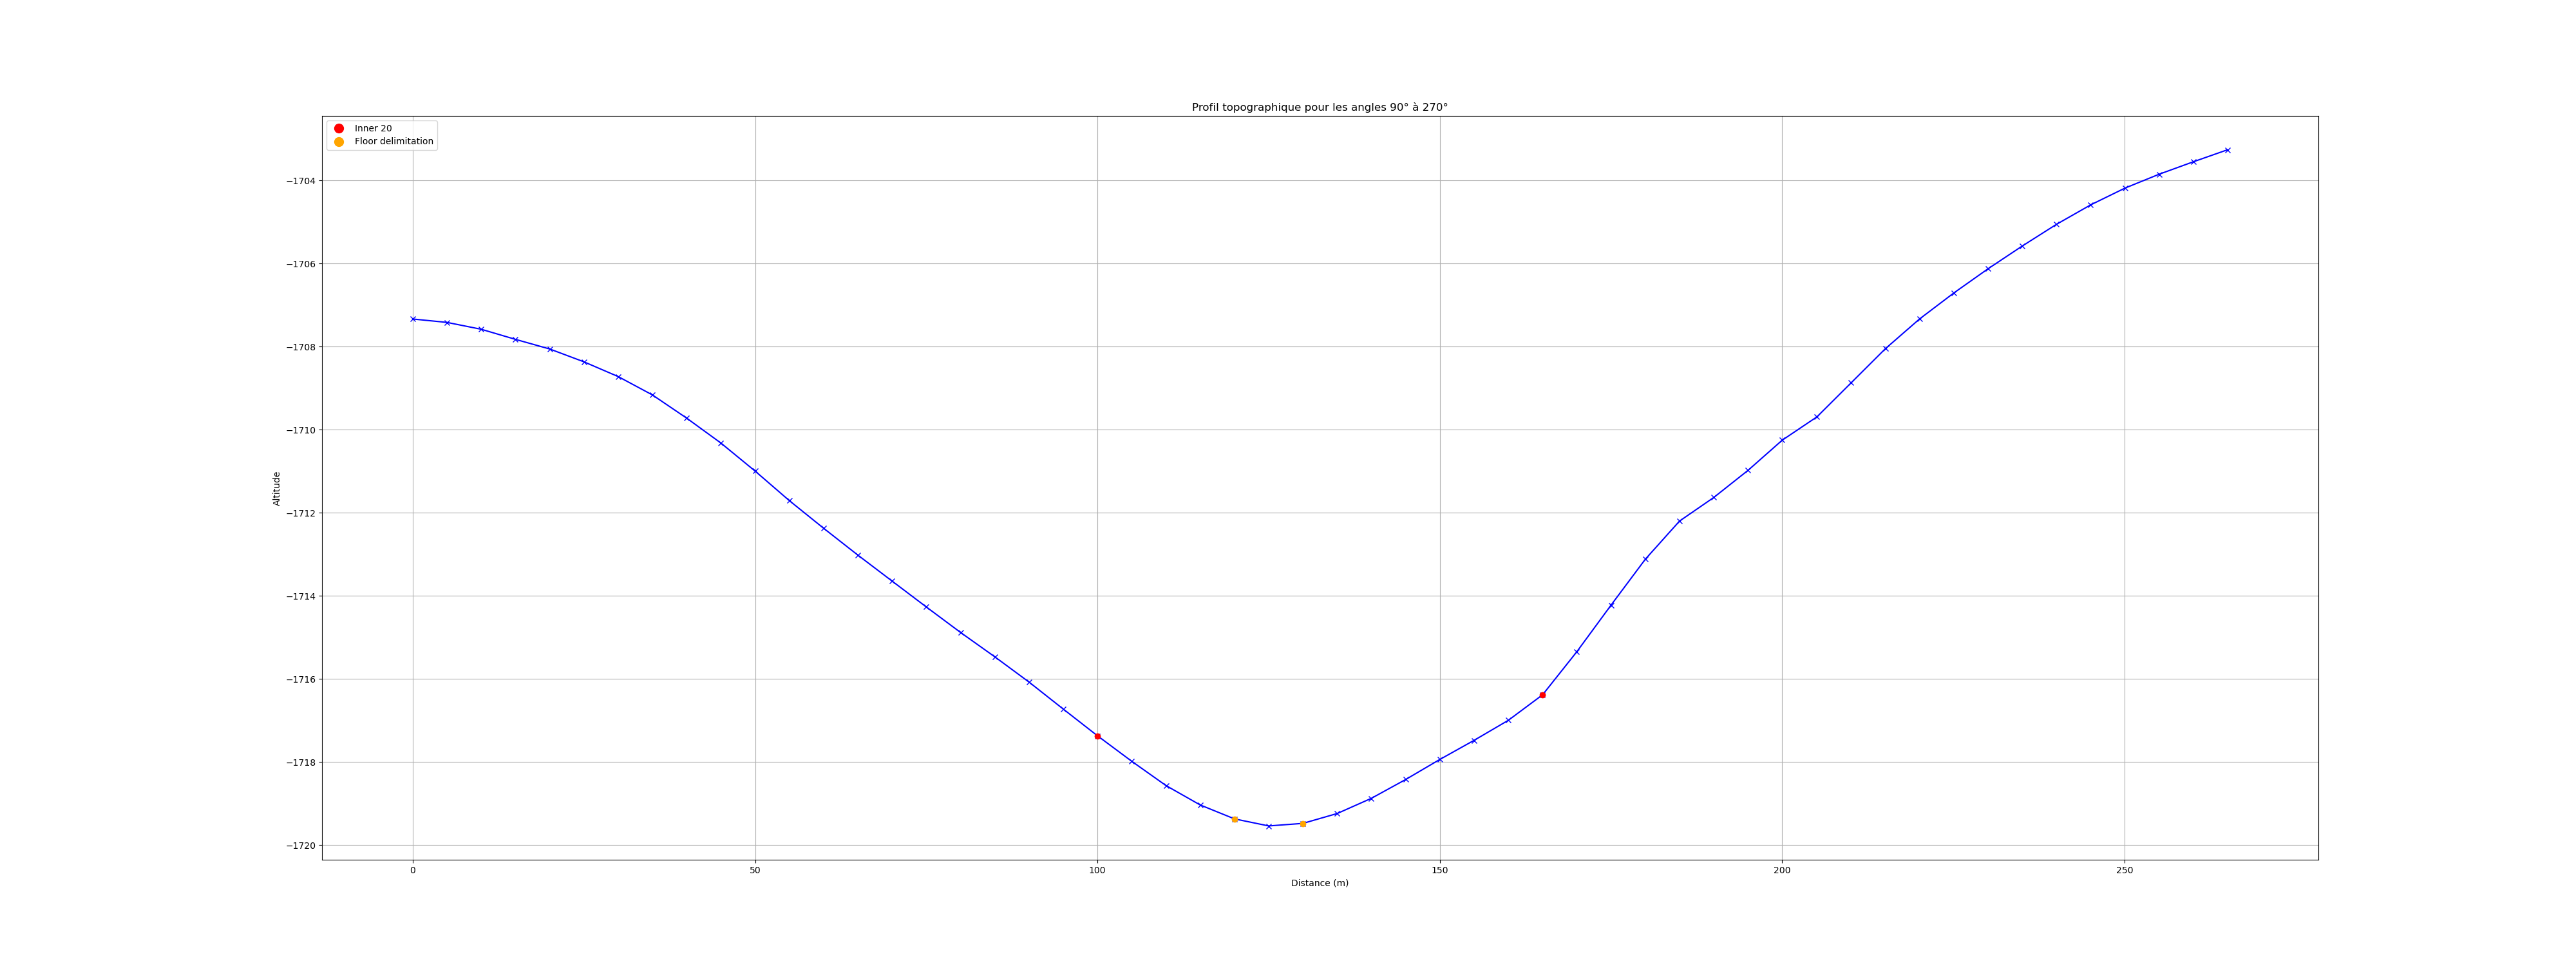 Profil topographique pour les angles 90° à 270°
Inner 20
Floor delimitation
−1704
−1706
−1708
−1710
−1712
−1714
−1716
−1718
−1720
Altitude
0 50 100 150 200 250
Distance (m)